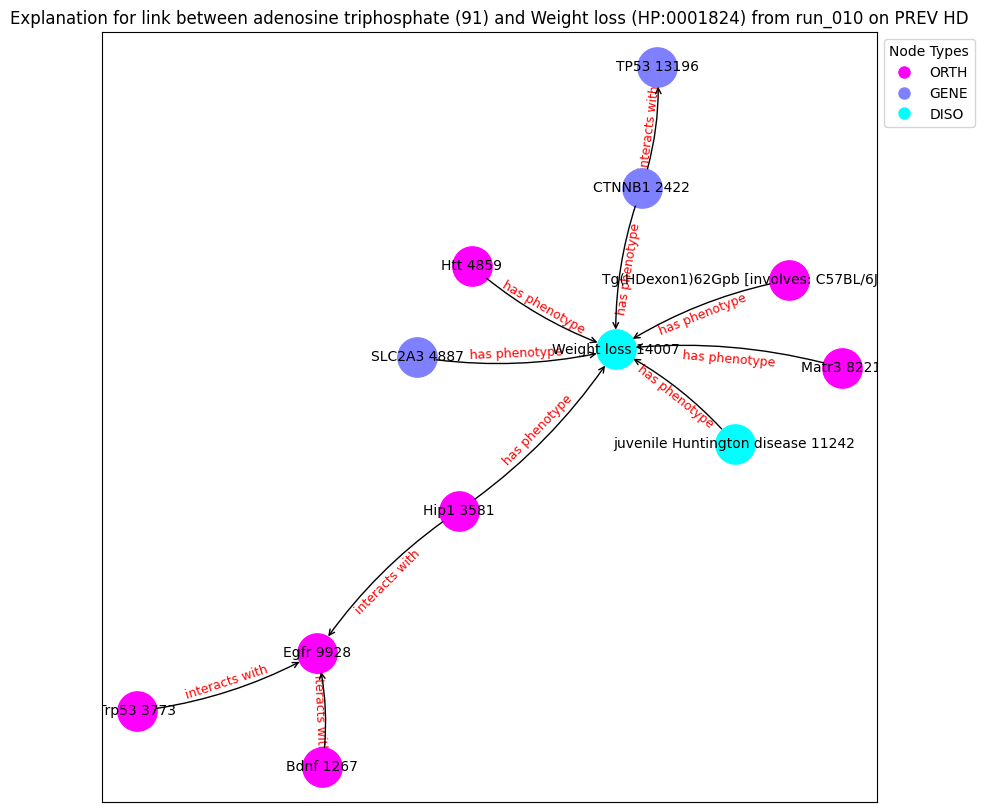 Explanation for link between adenosine triphosphate (91) and Weight loss (HP:0001824) from run_010 on PREV HD
Node Types
ORTH
GENE
DISO
TP53 13196
interacts with
CTNNB1 2422
has phenotype
Htt 4859
has phenotype
Tg(HDexon1)62Gpb [involves: C57BL/6J
has phenotype
SLC2A3 4887
has phenotype
Weight loss 14007
has phenotype
Matr3 8221
has phenotype
juvenile Huntington disease 11242
has phenotype
Hip1 3581
interacts with
Egfr 9928
interacts with
Trp53 3773
interacts with
Bdnf 1267